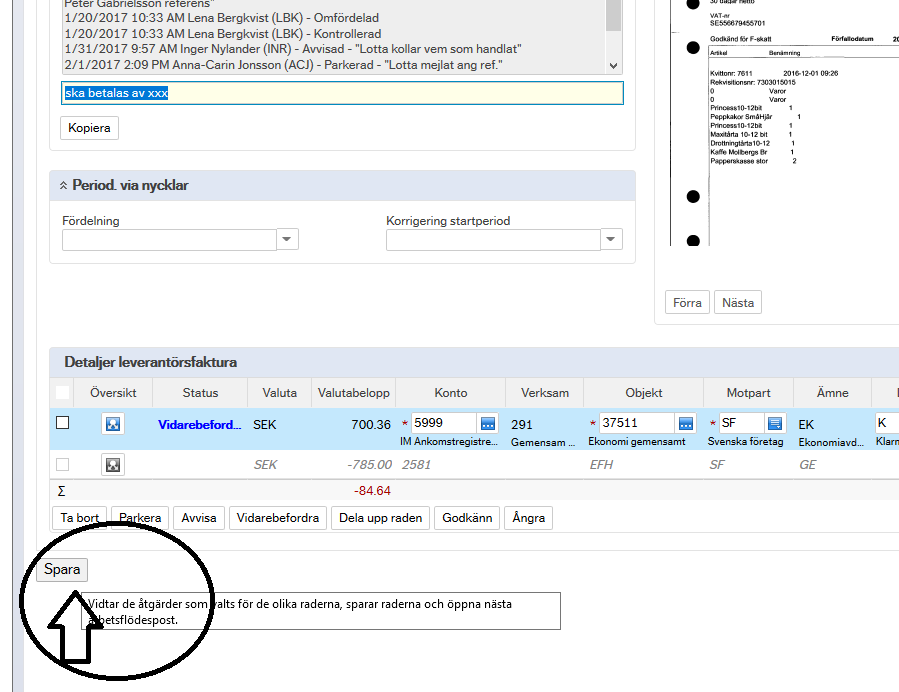 Peter Gabrielsson referens"
1/20/2017 10:33 AM Lena Bergkvist (LBK) - Omfördelad
1/20/2017 10:33 AM Lena Bergkvist (LBK) - Kontrollerad
1/31/2017 9:57 AM Inger Nylander (INR) - Avvisad - "Lotta kollar vem som handlat"
2/1/2017 2:09 PM Anna-Carin Jonsson (ACJ) - Parkerad - "Lotta mejlat ang ref."
ska betalas av xxx
Kopiera
Period. via nycklar
Fördelning Korrigering startperiod
30 dagar netto
VAT-nr
SE556679455701
Godkänd för F-skatt Förfallodatum 20
Artikel Benämning
Kvittonr: 7611 2016-12-01 09:26
Rekvisitionsnr: 7303015015
0 Varor
0 Varor
Princess10-12bit 1
Peppkakor SmåHjär 1
Princess10-12bit 1
Maxitårta 10-12 bit 1
Drottningtårta10-12 1
Kaffe Mollbergs Br 1
Papperskasse stor 2
Förra Nästa
Detaljer leverantörsfaktura
Översikt Status Valuta Valutabelopp Konto Verksam Objekt Motpart Ämne
Vidarebeford... SEK 700.36 * 5999 291 * 37511 * SF EK K
IM Ankomstregistre... Gemensam ... Ekonomi gemensamt Svenska företag Ekonomiavd... Klarn
SEK -785.00 2581 EFH SF GE
Σ -84.64
Ta bort Parkera Avvisa Vidarebefordra Dela upp raden Godkänn Ångra
Spara
Vidtar de åtgärder som valts för de olika raderna, sparar raderna och öppna nästa
arbetsflödespost.